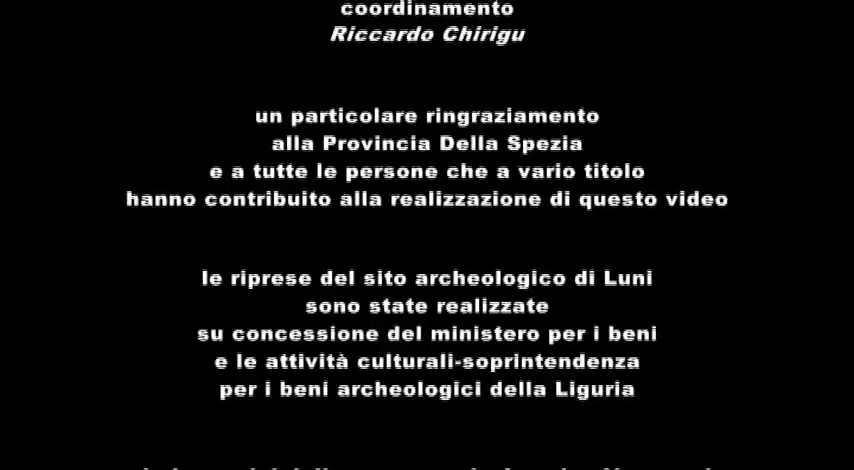 coordinamento
Riccardo Chirigu
un particolare ringraziamento
alla Provincia Della Spezia
e a tutte le persone che a vario titolo
hanno contribuito alla realizzazione di questo video
le riprese del sito archeologico di Luni
sono state realizzate
su concessione del ministero per i beni
e le attività culturali-soprintendenza
per i beni archeologici della Liguria